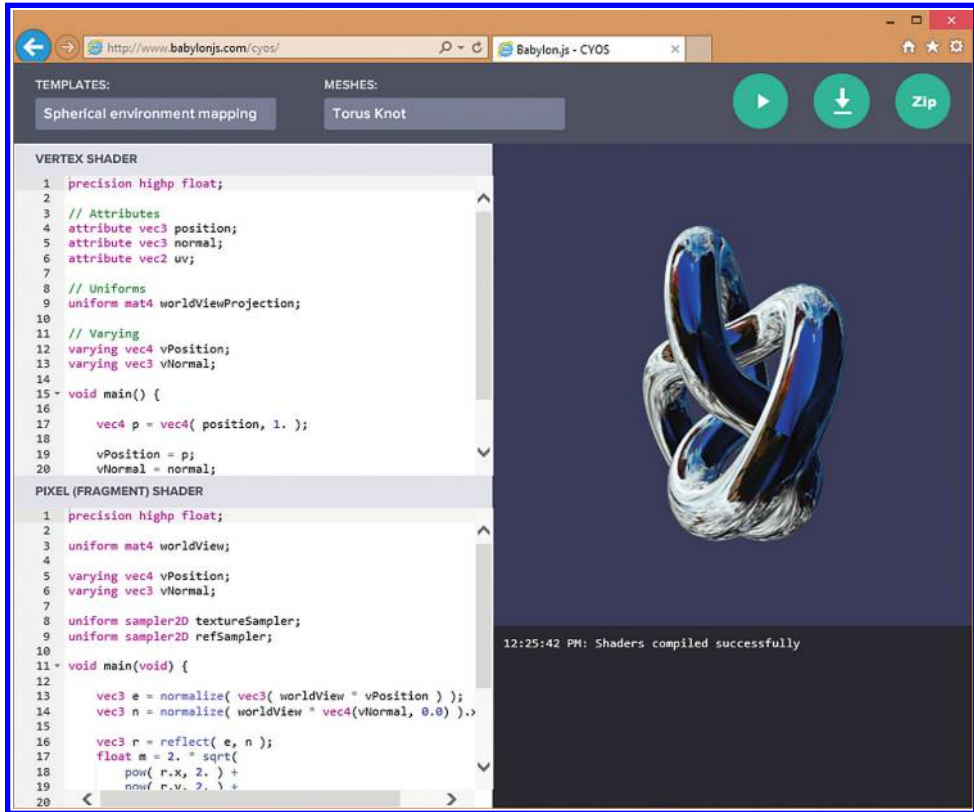 http://www.babylonjs.com/cyos/
Babylon.js - CYOS
TEMPLATES:
Spherical environment mapping
MESHES:
Torus Knot
Zip
VERTEX SHADER
1 precision highp float;
2
3 // Attributes
4 attribute vec3 position;
5 attribute vec3 normal;
6 attribute vec2 uv;
7
8 // Uniforms
9 uniform mat4 worldViewProjection;
10
11 // Varying
12 varying vec4 vPosition;
13 varying vec3 vNormal;
14
15 void main() {
16
17 vec4 p = vec4( position, 1. );
18
19 vPosition = p;
20 vNormal = normal;
PIXEL (FRAGMENT) SHADER
1 precision highp float;
2
3 uniform mat4 worldView;
4
5 varying vec4 vPosition;
6 varying vec3 vNormal;
7
8 uniform sampler2D textureSampler;
9 uniform sampler2D refSampler;
10
11 void main(void) {
12
13 vec3 e = normalize( vec3( worldView * vPosition ) );
14 vec3 n = normalize( worldView * vec4(vNormal, 0.0) ).
15
16 vec3 r = reflect( e, n );
17 float m = 2. * sqrt(
18 pow( r.x, 2. ) +
19 pow( r.y, 2. ) +
20
12:25:42 PM: Shaders compiled successfully